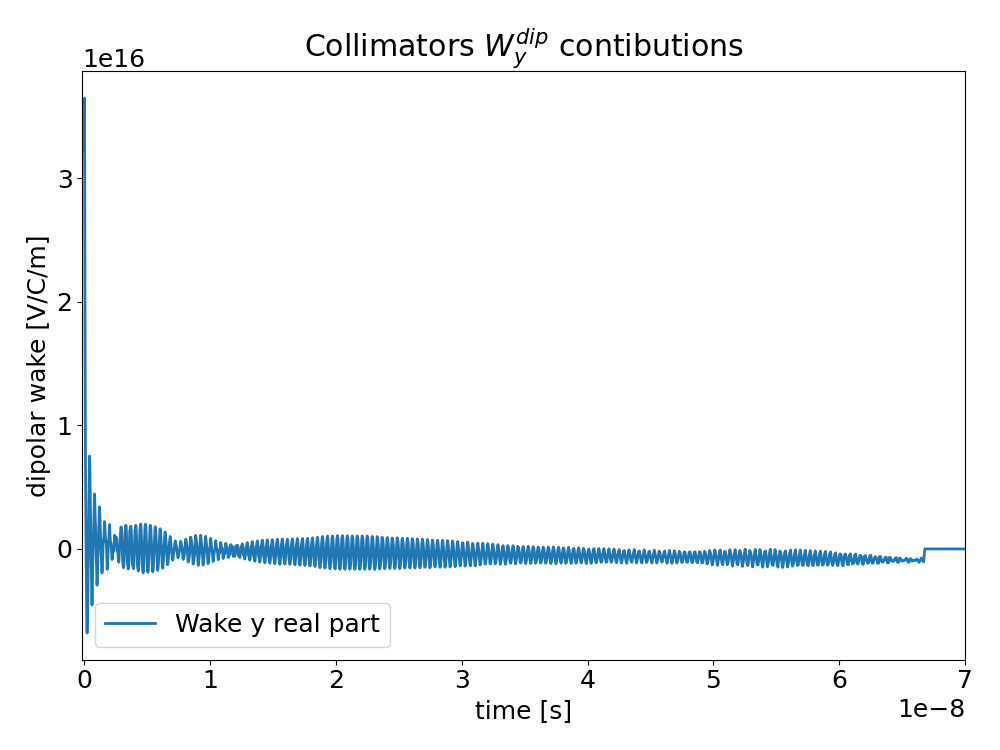 Collimators $W_y^{dip}$ contibutions
1e16
dipolar wake [V/C/m]
3
2
1
0
Wake y real part
0 1 2 3 4 5 6 7
1e−8
time [s]